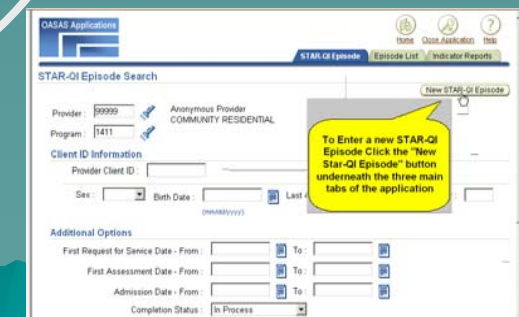 OASAS Applications
Home Close Application Help
STAR-QI Episode Episode List Indicator Reports
STAR-QI Episode Search
New STAR-QI Episode
Provider : 99999 Anonymous Provider
COMMUNITY RESIDENTIAL
Program : 1411
To Enter a new STAR-QI
Episode Click the "New
Star-QI Episode" button
underneath the three main
tabs of the application
Client ID Information
Provider Client ID :
Sex : Birth Date : Last 4
(mm/dd/yyyy)
Additional Options
First Request for Service Date - From : To :
First Assessment Date - From : To :
Admission Date - From : To :
Completion Status : In Process